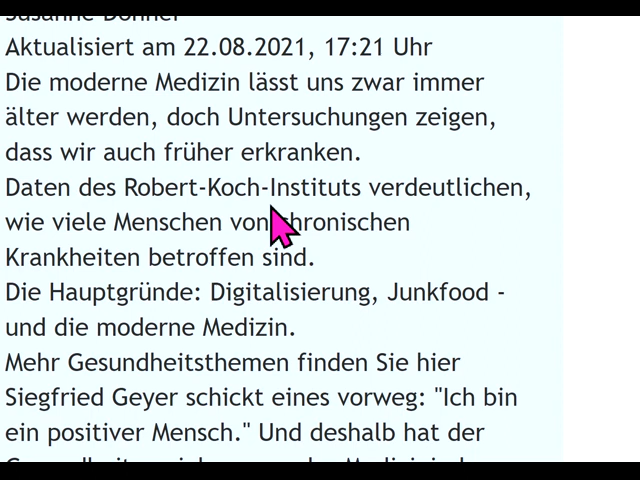 Aktualisiert am 22.08.2021, 17:21 Uhr
Die moderne Medizin lässt uns zwar immer
älter werden, doch Untersuchungen zeigen,
dass wir auch früher erkranken.
Daten des Robert-Koch-Instituts verdeutlichen,
wie viele Menschen von chronischen
Krankheiten betroffen sind.
Die Hauptgründe: Digitalisierung, Junkfood -
und die moderne Medizin.
Mehr Gesundheitsthemen finden Sie hier
Siegfried Geyer schickt eines vorweg: "Ich bin
ein positiver Mensch." Und deshalb hat der